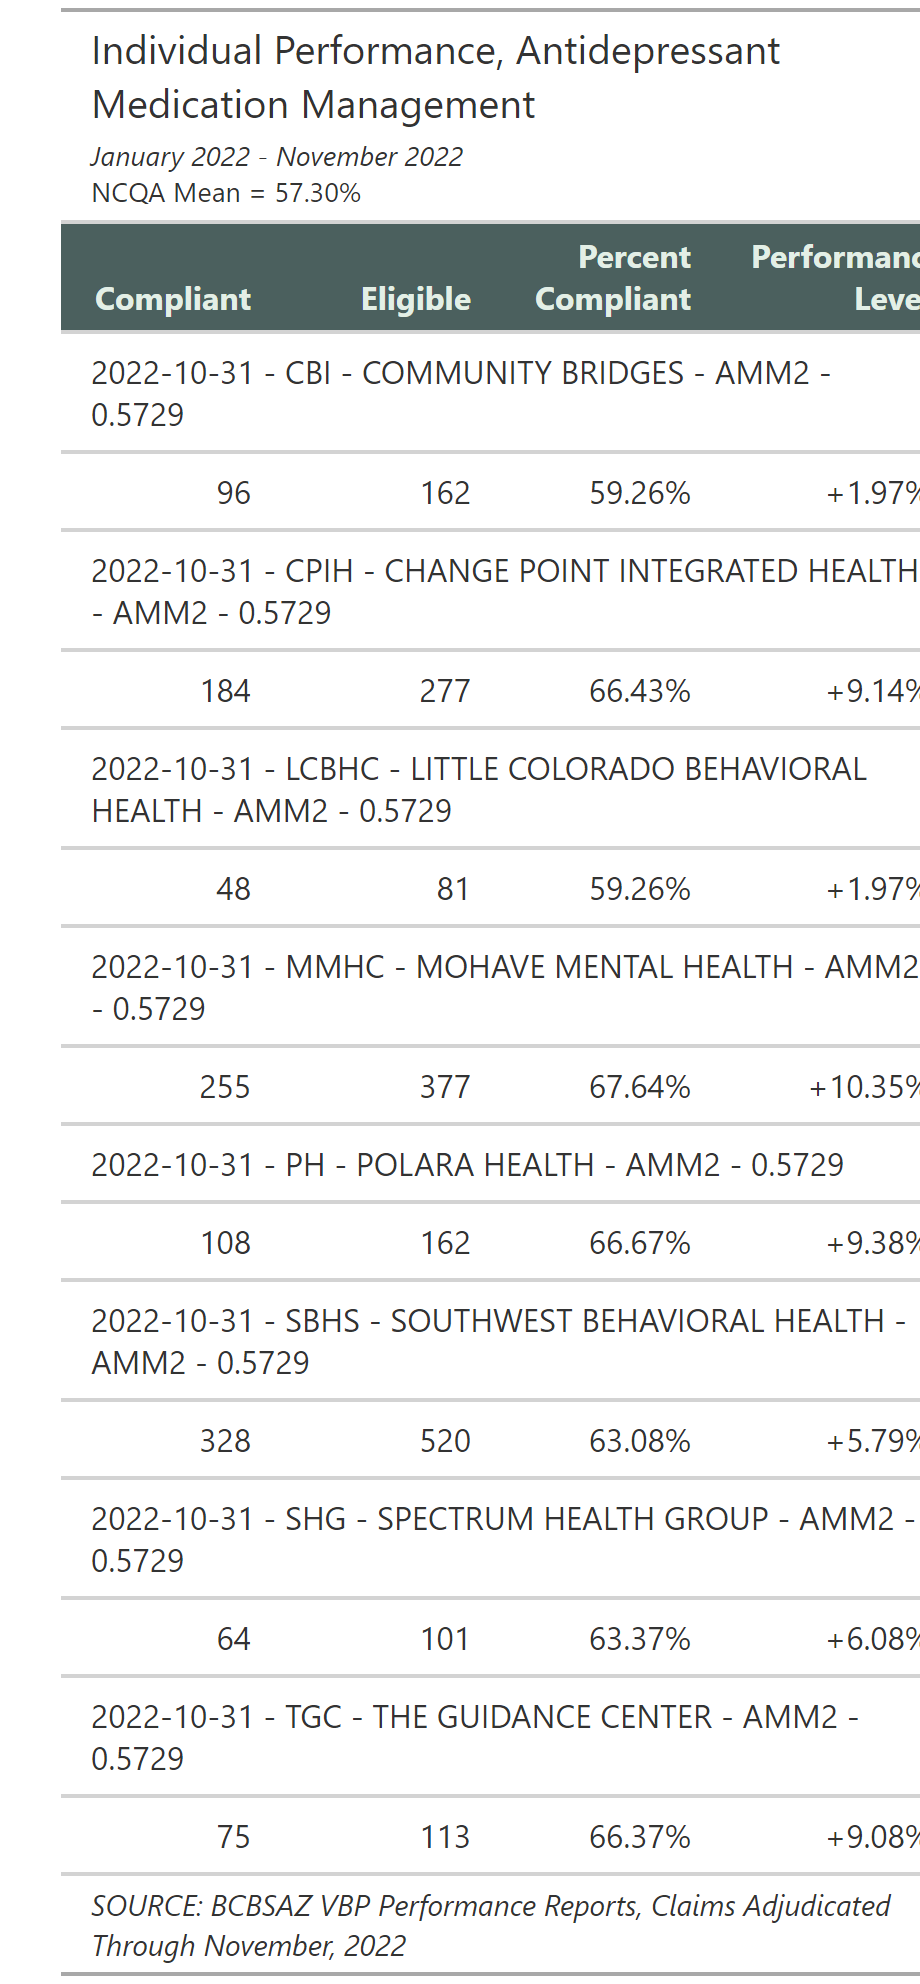 Individual Performance, Antidepressant
Medication Management
January 2022 - November 2022
NCQA Mean = 57.30%
Percent Performanc
Compliant Eligible Compliant Leve
2022-10-31 - CBI - COMMUNITY BRIDGES - AMM2 -
0.5729
96 162 59.26% +1.97%
2022-10-31 - CPIH - CHANGE POINT INTEGRATED HEALTH
- AMM2 - 0.5729
184 277 66.43% +9.14%
2022-10-31 - LCBHC - LITTLE COLORADO BEHAVIORAL
HEALTH - AMM2 - 0.5729
48 81 59.26% +1.97%
2022-10-31 - MMHC - MOHAVE MENTAL HEALTH - AMM2
- 0.5729
255 377 67.64% +10.35%
2022-10-31 - PH - POLARA HEALTH - AMM2 - 0.5729
108 162 66.67% +9.38%
2022-10-31 - SBHS - SOUTHWEST BEHAVIORAL HEALTH -
AMM2 - 0.5729
328 520 63.08% +5.79%
2022-10-31 - SHG - SPECTRUM HEALTH GROUP - AMM2 -
0.5729
64 101 63.37% +6.08%
2022-10-31 - TGC - THE GUIDANCE CENTER - AMM2 -
0.5729
75 113 66.37% +9.08%
SOURCE: BCBSAZ VBP Performance Reports, Claims Adjudicated
Through November, 2022